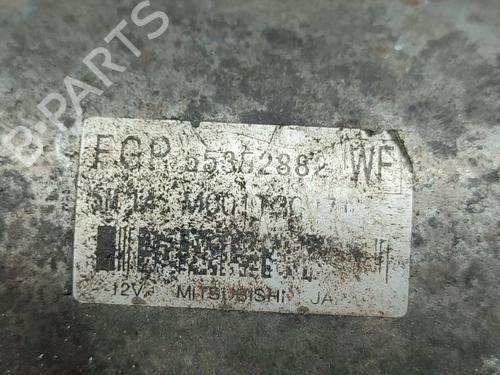 B-PARTS
FGP 55352882 WF
12V MITSUBISHI JA